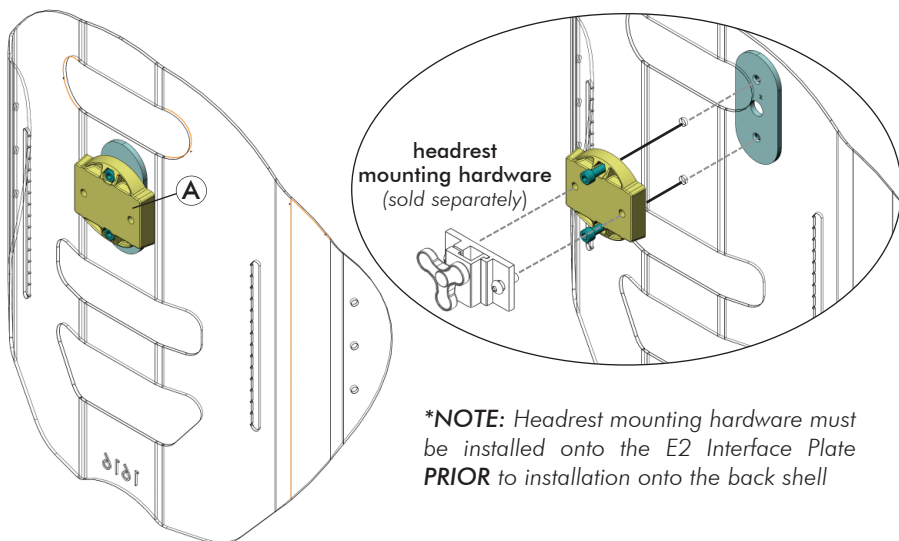 A
headrest
mounting hardware
(sold separately)
*NOTE: Headrest mounting hardware must
be installed onto the E2 Interface Plate
PRIOR to installation onto the back shell
1616